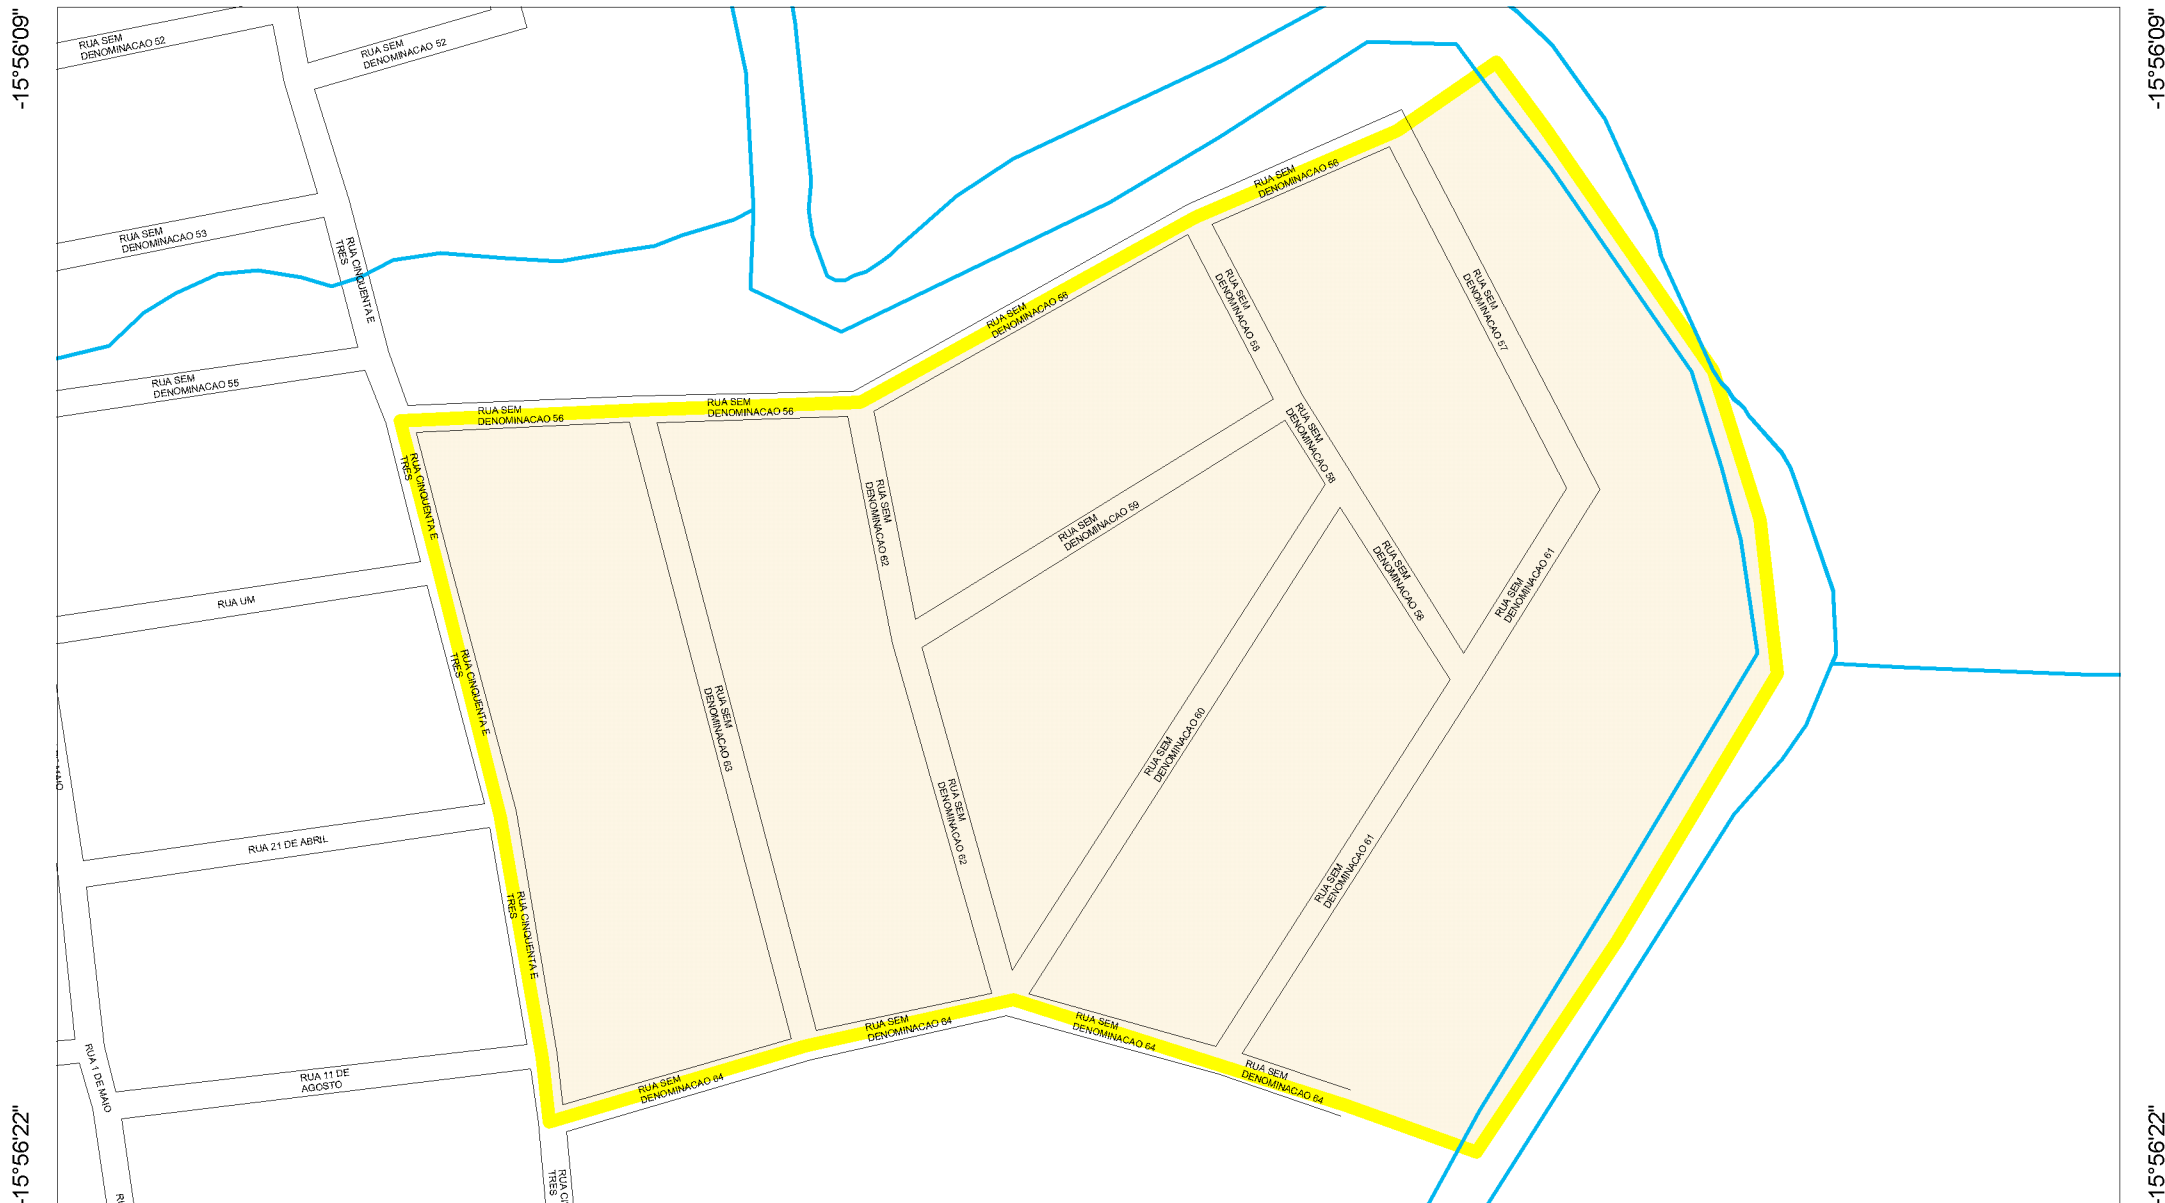 -15°56'09"
-15°56'09"
RUA SEM
DENOMINACAO 52
RUA SEM
DENOMINACAO 52
RUA SEM
DENOMINACAO 53
RUA CINQUENTA E
TRES
RUA SEM
DENOMINACAO 55
RUA SEM
DENOMINACAO 56
RUA SEM
DENOMINACAO 56
RUA SEM
DENOMINACAO 56
RUA SEM
DENOMINACAO 56
RUA SEM
DENOMINACAO 58
RUA SEM
DENOMINACAO 57
RUA SEM
DENOMINACAO 58
RUA CINQUENTA E
TRES
RUA SEM
DENOMINACAO 62
RUA SEM
DENOMINACAO 59
RUA SEM
DENOMINACAO 58
RUA SEM
DENOMINACAO 61
RUA UM
RUA CINQUENTA E
TRES
RUA SEM
DENOMINACAO 63
RUA SEM
DENOMINACAO 60
MAIO
RUA SEM
DENOMINACAO 62
RUA 21 DE ABRIL
RUA SEM
DENOMINACAO 61
RUA CINQUENTA E
TRES
RUA SEM
DENOMINACAO 64
RUA SEM
DENOMINACAO 64
RUA SEM
DENOMINACAO 64
RUA SEM
DENOMINACAO 64
RUA 1 DE MAIO
RUA 11 DE
AGOSTO
RUA CI
TRES
-15°56'22"
-15°56'22"